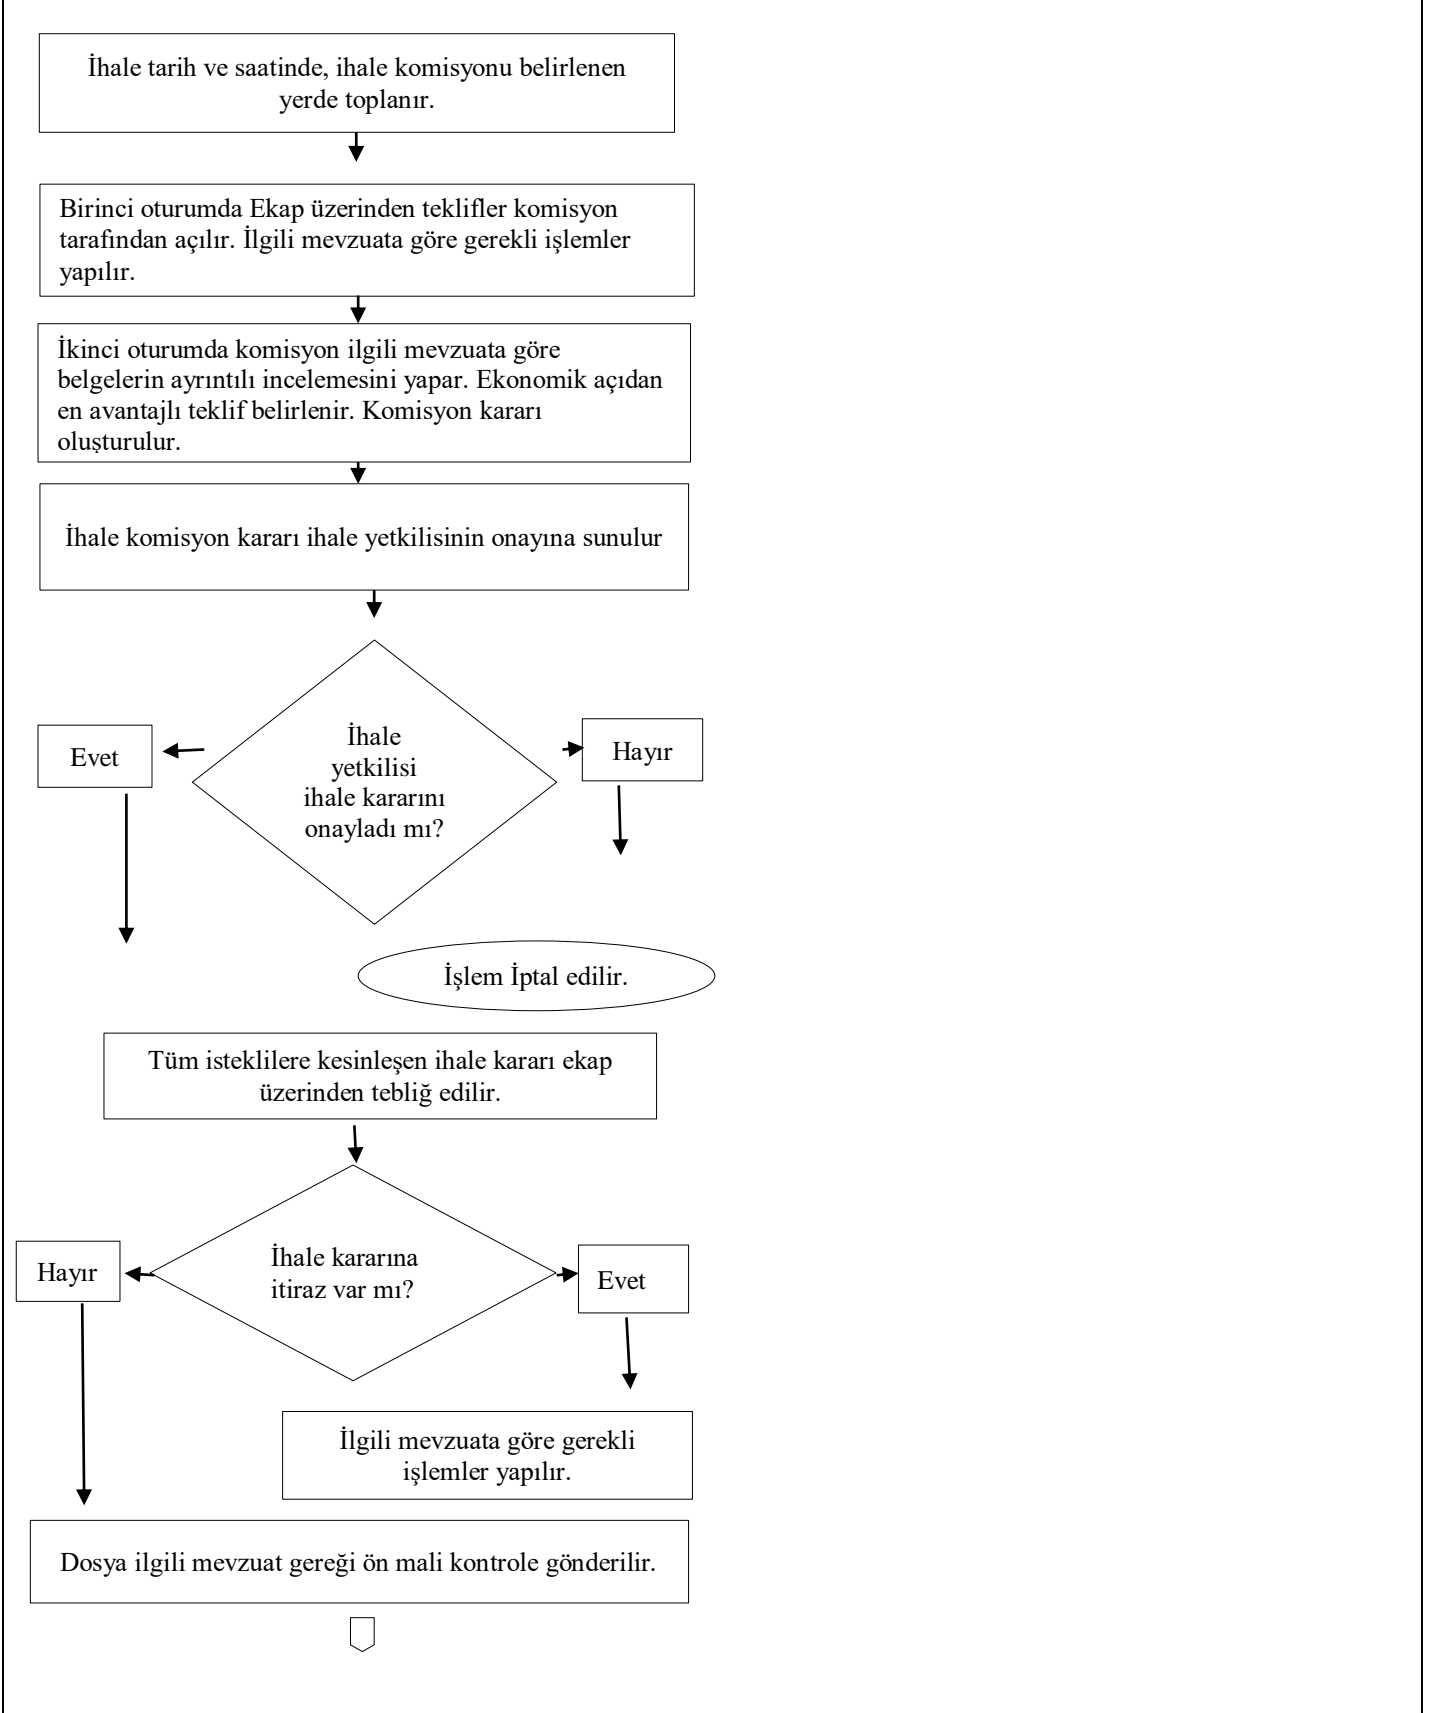 İhale tarih ve saatinde, ihale komisyonu belirlenen
yerde toplanır.
Birinci oturumda Ekap üzerinden teklifler komisyon
tarafından açılır. İlgili mevzuata göre gerekli işlemler
yapılır.
İkinci oturumda komisyon ilgili mevzuata göre
belgelerin ayrıntılı incelemesini yapar. Ekonomik açıdan
en avantajlı teklif belirlenir. Komisyon kararı
oluşturulur.
İhale komisyon kararı ihale yetkilisinin onayına sunulur
Evet
İhale
yetkilisi
ihale kararını
onayladı mı?
Hayır
İşlem İptal edilir.
Tüm isteklilere kesinleşen ihale kararı ekap
üzerinden tebliğ edilir.
Hayır
İhale kararına
itiraz var mı?
Evet
İlgili mevzuata göre gerekli
işlemler yapılır.
Dosya ilgili mevzuat gereği ön mali kontrole gönderilir.